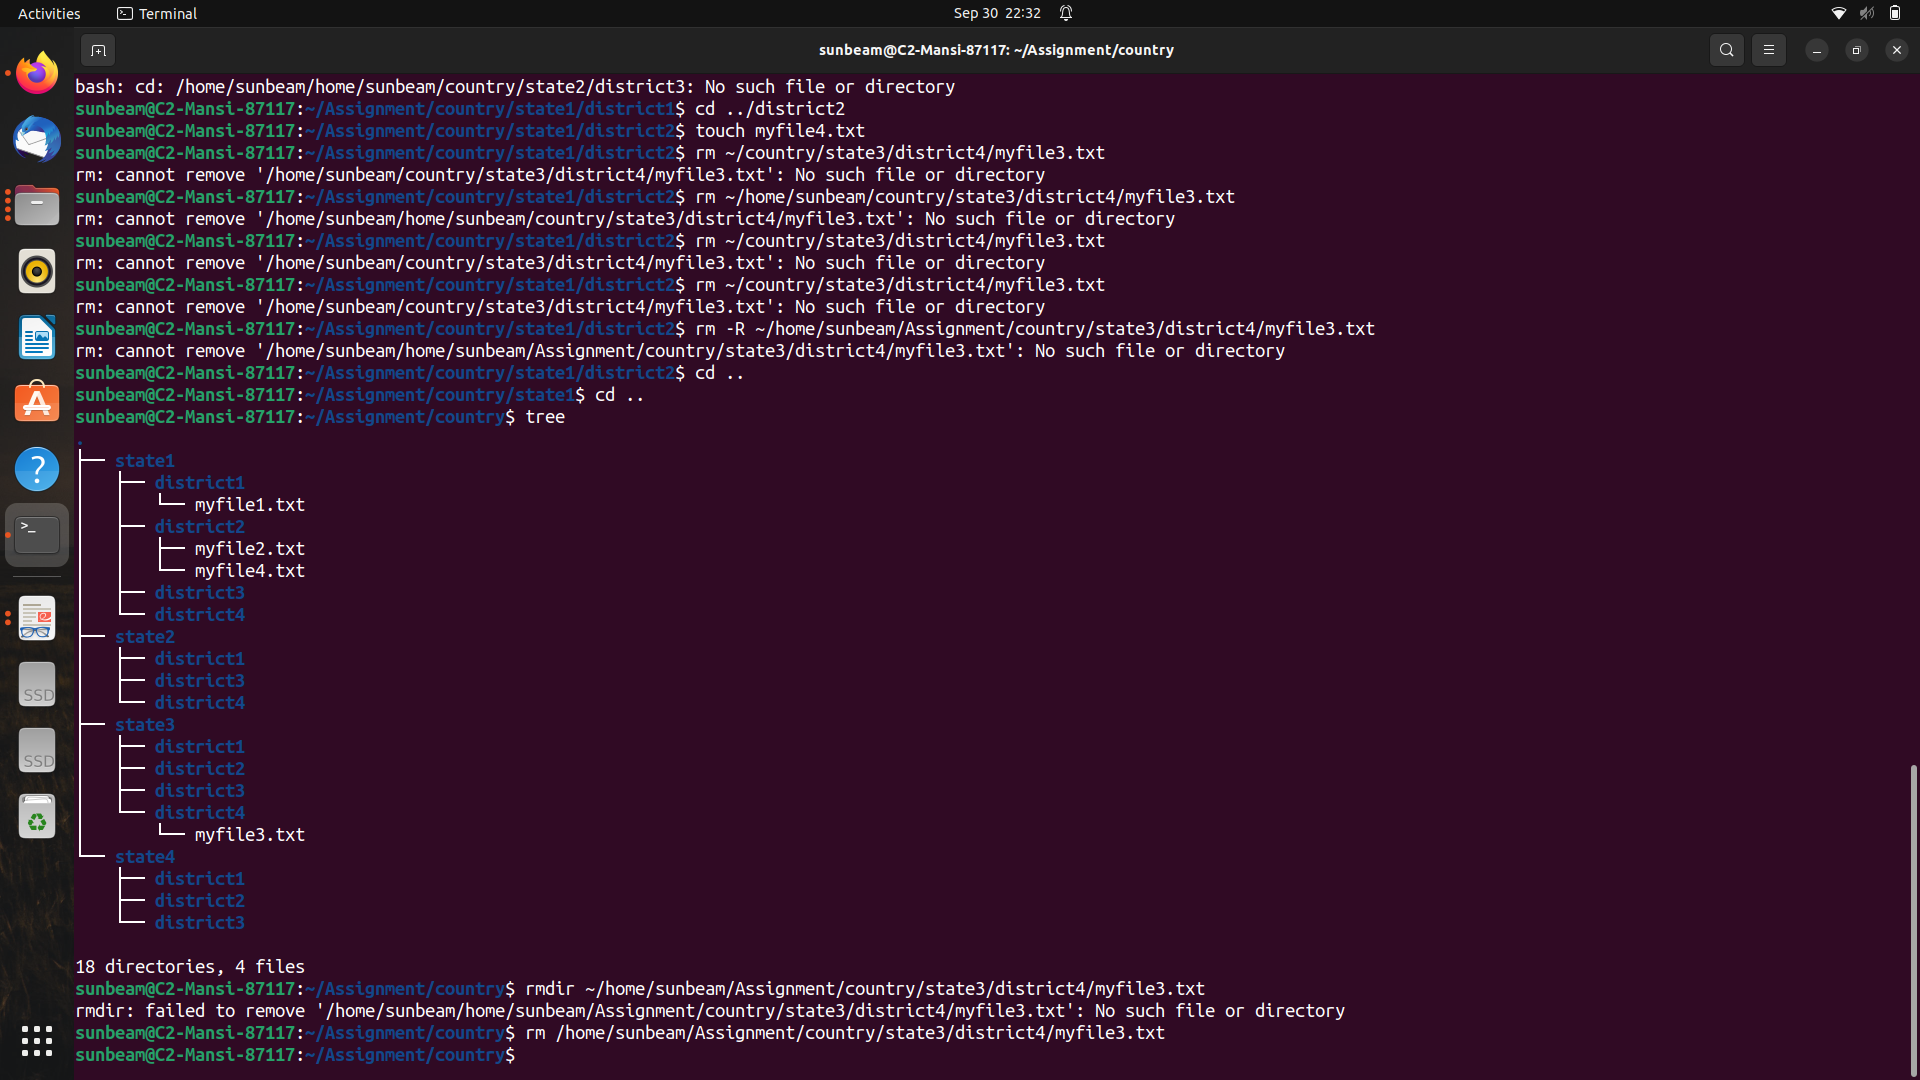 Activities
Terminal
Sep 30 22:32
sunbeam@C2-Mansi-87117: ~/Assignment/country
bash: cd: /home/sunbeam/home/sunbeam/country/state2/district3: No such file or directory
sunbeam@C2-Mansi-87117:~/Assignment/country/state1/district1$ cd ../district2
sunbeam@C2-Mansi-87117:~/Assignment/country/state1/district2$ touch myfile4.txt
sunbeam@C2-Mansi-87117:~/Assignment/country/state1/district2$ rm ~/country/state3/district4/myfile3.txt
rm: cannot remove '/home/sunbeam/country/state3/district4/myfile3.txt': No such file or directory
sunbeam@C2-Mansi-87117:~/Assignment/country/state1/district2$ rm ~/home/sunbeam/country/state3/district4/myfile3.txt
rm: cannot remove '/home/sunbeam/home/sunbeam/country/state3/district4/myfile3.txt': No such file or directory
sunbeam@C2-Mansi-87117:~/Assignment/country/state1/district2$ rm ~/country/state3/district4/myfile3.txt
rm: cannot remove '/home/sunbeam/country/state3/district4/myfile3.txt': No such file or directory
sunbeam@C2-Mansi-87117:~/Assignment/country/state1/district2$ rm ~/country/state3/district4/myfile3.txt
rm: cannot remove '/home/sunbeam/country/state3/district4/myfile3.txt': No such file or directory
sunbeam@C2-Mansi-87117:~/Assignment/country/state1/district2$ rm -R ~/home/sunbeam/Assignment/country/state3/district4/myfile3.txt
rm: cannot remove '/home/sunbeam/home/sunbeam/Assignment/country/state3/district4/myfile3.txt': No such file or directory
sunbeam@C2-Mansi-87117:~/Assignment/country/state1/district2$ cd ..
sunbeam@C2-Mansi-87117:~/Assignment/country/state1$ cd ..
sunbeam@C2-Mansi-87117:~/Assignment/country$ tree
.
├── state1
│   ├── district1
│   │   └── myfile1.txt
│   ├── district2
│   │   ├── myfile2.txt
│   │   └── myfile4.txt
│   ├── district3
│   └── district4
├── state2
│   ├── district1
│   ├── district3
│   └── district4
├── state3
│   ├── district1
│   ├── district2
│   ├── district3
│   └── district4
│       └── myfile3.txt
└── state4
    ├── district1
    ├── district2
    └── district3
18 directories, 4 files
sunbeam@C2-Mansi-87117:~/Assignment/country$ rmdir ~/home/sunbeam/Assignment/country/state3/district4/myfile3.txt
rmdir: failed to remove '/home/sunbeam/home/sunbeam/Assignment/country/state3/district4/myfile3.txt': No such file or directory
sunbeam@C2-Mansi-87117:~/Assignment/country$ rm /home/sunbeam/Assignment/country/state3/district4/myfile3.txt
sunbeam@C2-Mansi-87117:~/Assignment/country$
SSD
SSD